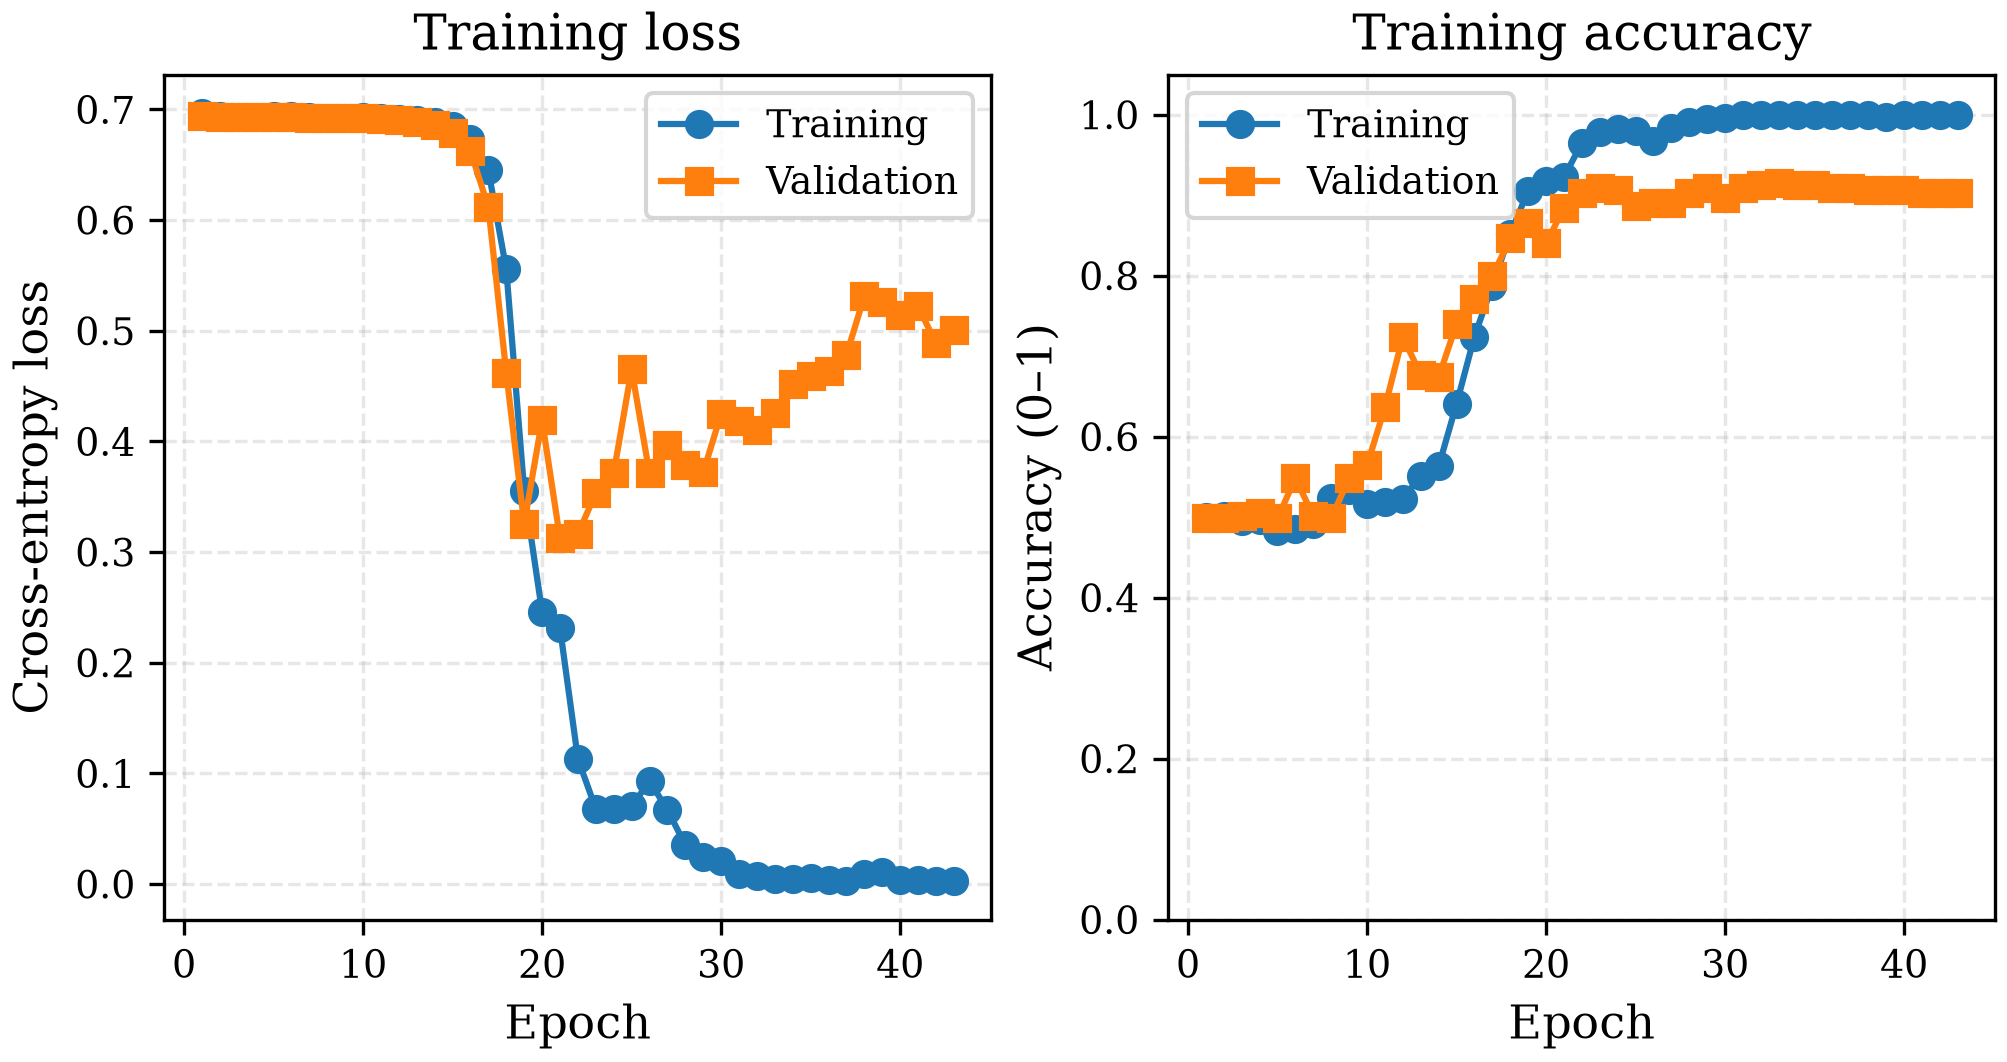 Training loss
Cross-entropy loss
0.7
0.6
0.5
0.4
0.3
0.2
0.1
0.0
Training
Validation
0
10
20
30
40
Epoch
Training accuracy
Accuracy (0–1)
1.0
0.8
0.6
0.4
0.2
0.0
Training
Validation
0
10
20
30
40
Epoch